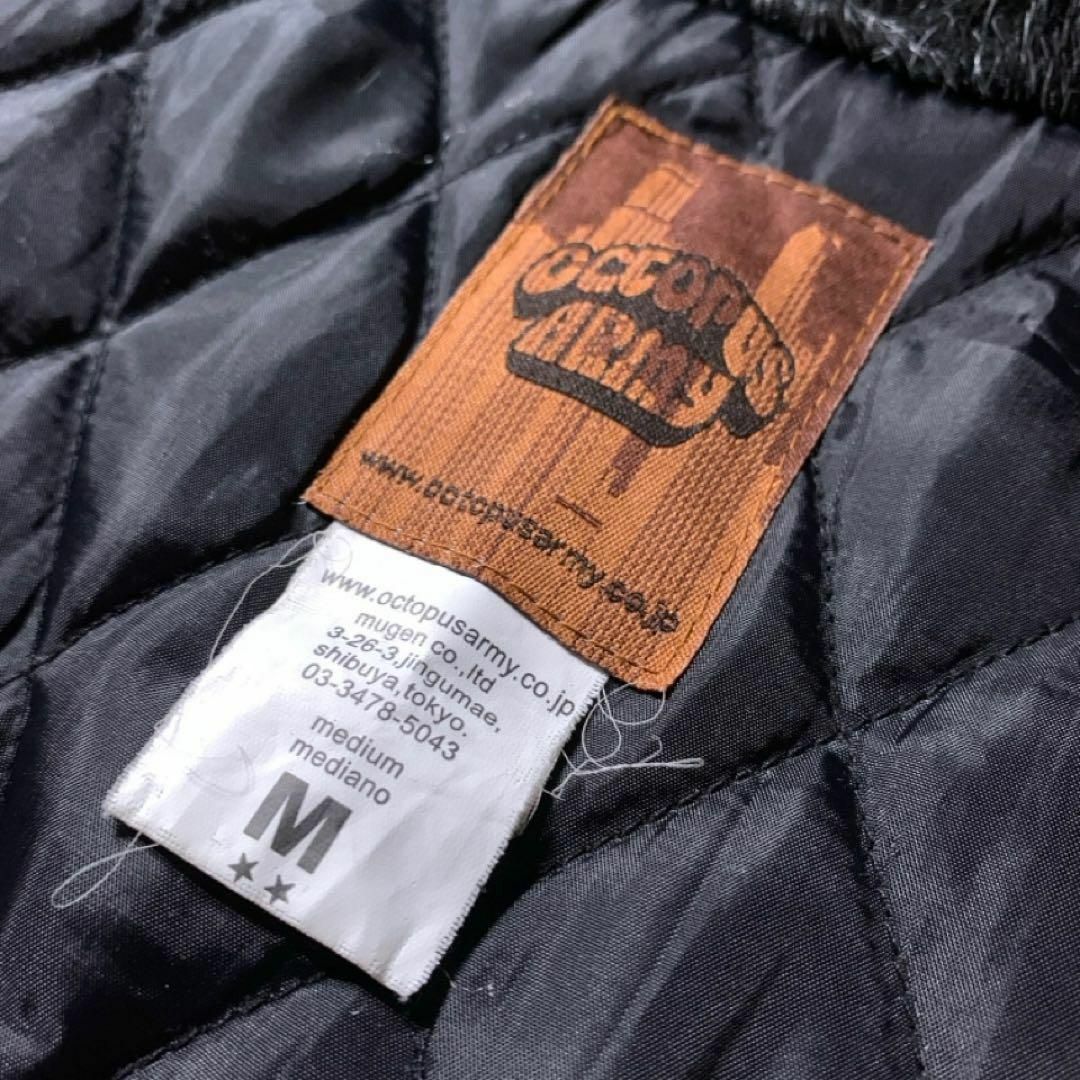 OCTOPUS
ARMY
www.octopusarmy.co.jp
www.octopusarmy.co.jp
mugen co.,ltd
3-26-3,jingumae,
shibuya,tokyo.
03-3478-5043
medium
mediano
M
★★